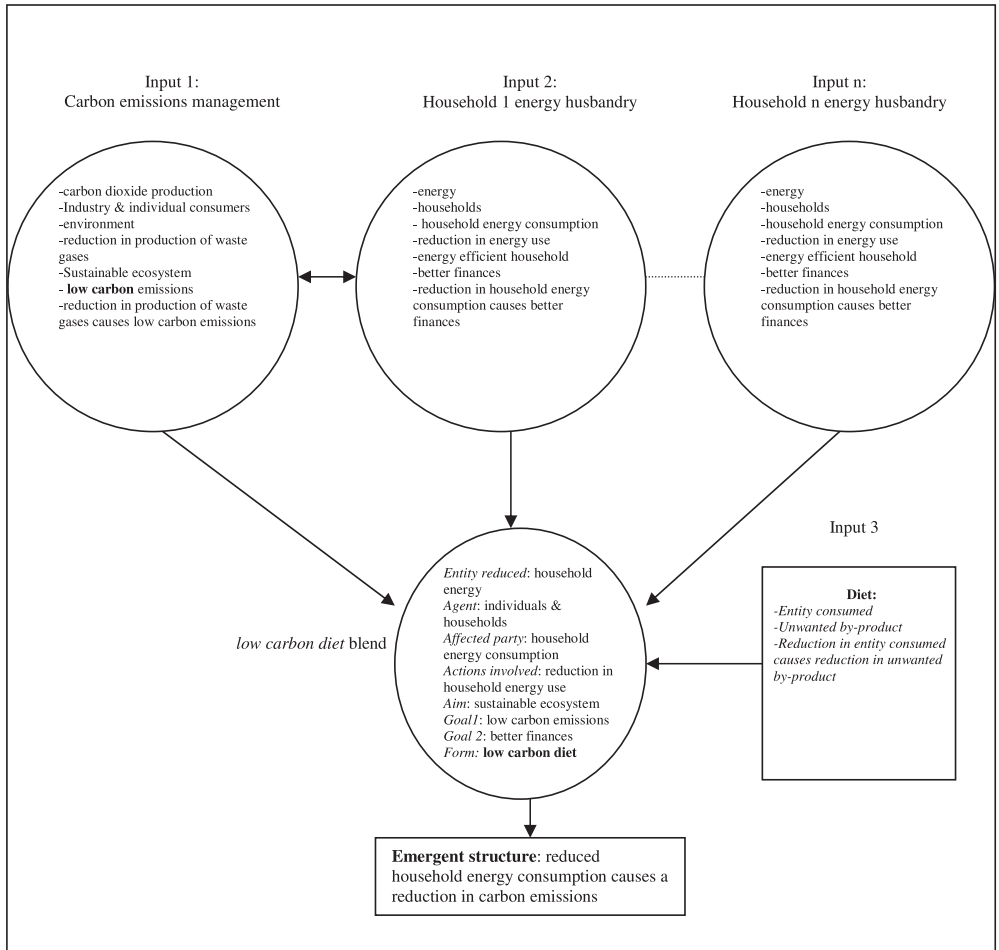 Input 1:
Carbon emissions management
Input 2:
Household 1 energy husbandry
Input n:
Household n energy husbandry
-carbon dioxide production
-Industry & individual consumers
-environment
-reduction in production of waste
gases
-Sustainable ecosystem
- low carbon emissions
-reduction in production of waste
gases causes low carbon emissions
-energy
-households
- household energy consumption
-reduction in energy use
-energy efficient household
-better finances
-reduction in household energy
consumption causes better
finances
-energy
-households
-household energy consumption
-reduction in energy use
-energy efficient household
-better finances
-reduction in household energy
consumption causes better
finances
Input 3
low carbon diet blend
Entity reduced: household
energy
Agent: individuals &
households
Affected party: household
energy consumption
Actions involved: reduction in
household energy use
Aim: sustainable ecosystem
Goal1: low carbon emissions
Goal 2: better finances
Form: low carbon diet
Diet:
-Entity consumed
-Unwanted by-product
-Reduction in entity consumed
causes reduction in unwanted
by-product
Emergent structure: reduced
household energy consumption causes a
reduction in carbon emissions